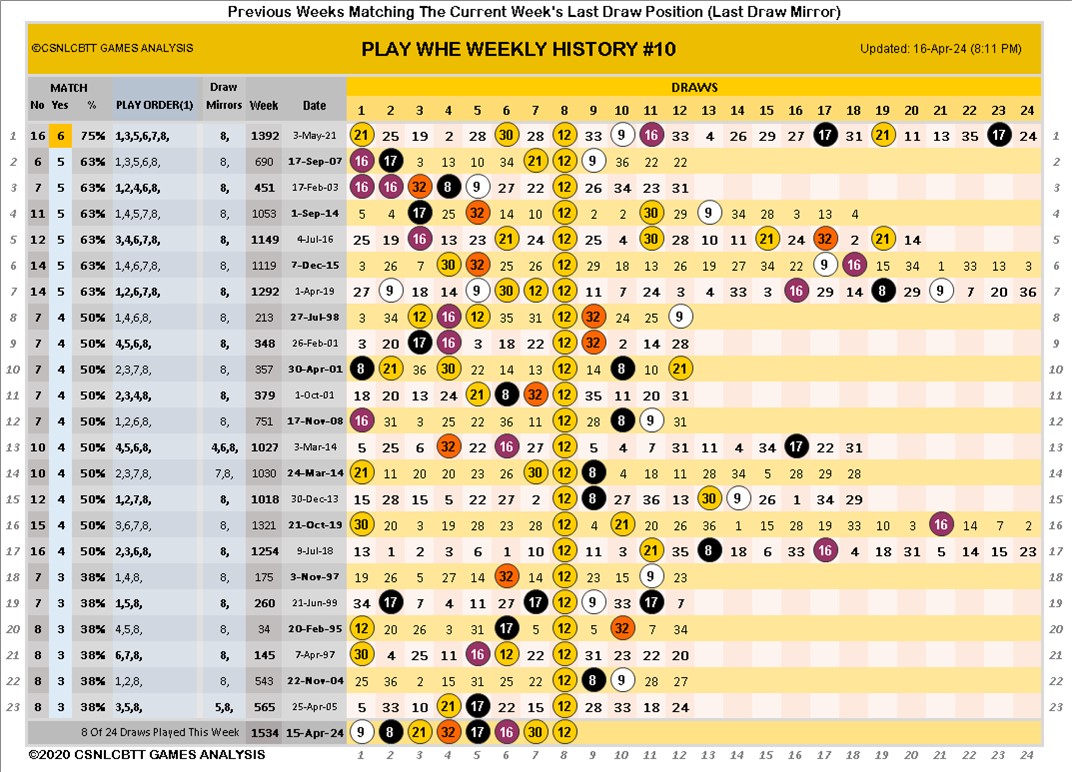 Previous Weeks Matching The Current Week's Last Draw Position (Last Draw Mirror)
©CSNLCBTT GAMES ANALYSIS PLAY WHE WEEKLY HISTORY #10 Updated: 16-Apr-24 (8:11 PM)
MATCH Draw DRAWS
No Yes % PLAY ORDER(1) Mirrors Week Date 1 2 3 4 5 6 7 8 9 10 11 12 13 14 15 16 17 18 19 20 21 22 23 24
1 16 6 75% 1,3,5,6,7,8, 8, 1392 3-May-21 21 25 19 2 28 30 28 12 33 9 16 33 4 26 29 27 17 31 21 11 13 35 17 24 1
2 6 5 63% 1,3,5,6,8, 8, 690 17-Sep-07 16 17 3 13 10 34 21 12 9 36 22 22 2
3 7 5 63% 1,2,4,6,8, 8, 451 17-Feb-03 16 16 32 8 9 27 22 12 26 34 23 31 3
4 11 5 63% 1,4,5,7,8, 8, 1053 1-Sep-14 5 4 17 25 32 14 10 12 2 2 30 29 9 34 28 3 13 4 4
5 12 5 63% 3,4,6,7,8, 8, 1149 4-Jul-16 25 19 16 13 23 21 24 12 25 4 30 28 10 11 15 24 32 2 19 14 5
6 14 5 63% 1,4,6,7,8, 8, 1119 7-Dec-15 3 26 7 30 32 25 26 12 29 18 13 26 19 27 34 22 9 16 15 34 1 33 13 3 6
7 14 5 63% 1,2,6,7,8, 8, 1292 1-Apr-19 27 9 18 14 9 30 12 12 11 7 24 3 4 33 3 16 29 14 8 29 9 7 20 36 7
8 7 4 50% 1,4,6,8, 8, 213 27-Jul-98 3 34 12 16 12 35 31 12 32 24 25 9 8
9 7 4 50% 4,5,6,8, 8, 348 26-Feb-01 3 20 17 16 3 18 22 12 32 2 14 28 9
10 7 4 50% 2,3,7,8, 8, 357 30-Apr-01 8 21 36 30 22 14 13 12 14 8 10 12 10
11 7 4 50% 2,3,4,8, 8, 379 1-Oct-01 18 20 13 24 21 8 32 12 35 11 20 31 11
12 7 4 50% 1,2,6,8, 8, 751 17-Nov-08 16 31 3 25 22 36 11 12 28 8 9 31 12
13 10 4 50% 4,5,6,8, 4,6,8, 1027 3-Mar-14 5 25 6 32 22 16 27 12 5 4 7 31 11 4 34 17 22 31 13
14 10 4 50% 2,3,7,8, 7,8, 1030 24-Mar-14 21 11 20 20 23 26 30 12 8 4 18 11 28 34 5 28 29 28 14
15 12 4 50% 1,2,7,8, 8, 1018 30-Dec-13 15 28 15 5 22 27 2 12 8 27 36 13 30 9 26 1 34 29 15
16 15 4 50% 3,6,7,8, 8, 1321 21-Oct-19 30 20 3 19 28 23 28 12 4 21 20 26 36 1 15 28 19 33 10 3 16 14 7 2 16
17 16 4 50% 2,3,6,8, 8, 1254 9-Jul-18 13 1 2 3 6 1 10 12 11 3 21 35 8 18 6 33 16 4 18 31 5 14 15 23 17
18 7 3 38% 1,4,8, 8, 175 3-Nov-97 19 26 5 27 14 32 14 12 23 15 9 23 18
19 7 3 38% 1,5,8, 8, 260 21-Jun-99 34 17 7 4 11 27 17 12 9 33 17 7 19
20 8 3 38% 4,5,8, 8, 34 20-Feb-95 12 20 26 3 31 17 5 12 5 32 7 34 20
21 8 3 38% 6,7,8, 8, 145 7-Apr-97 30 4 25 11 16 12 22 12 31 23 22 20 21
22 8 3 38% 1,2,8, 8, 543 22-Nov-04 25 36 2 15 31 25 22 12 8 9 28 27 22
23 8 3 38% 3,5,8, 5,8, 565 25-Apr-05 5 33 10 21 17 22 15 12 28 33 18 24 23
8 Of 24 Draws Played This Week 1534 15-Apr-24 9 8 21 32 17 16 30 12
©2020 CSNLCBTT GAMES ANALYSIS 1 2 3 4 5 6 7 8 9 10 11 12 13 14 15 16 17 18 19 20 21 22 23 24